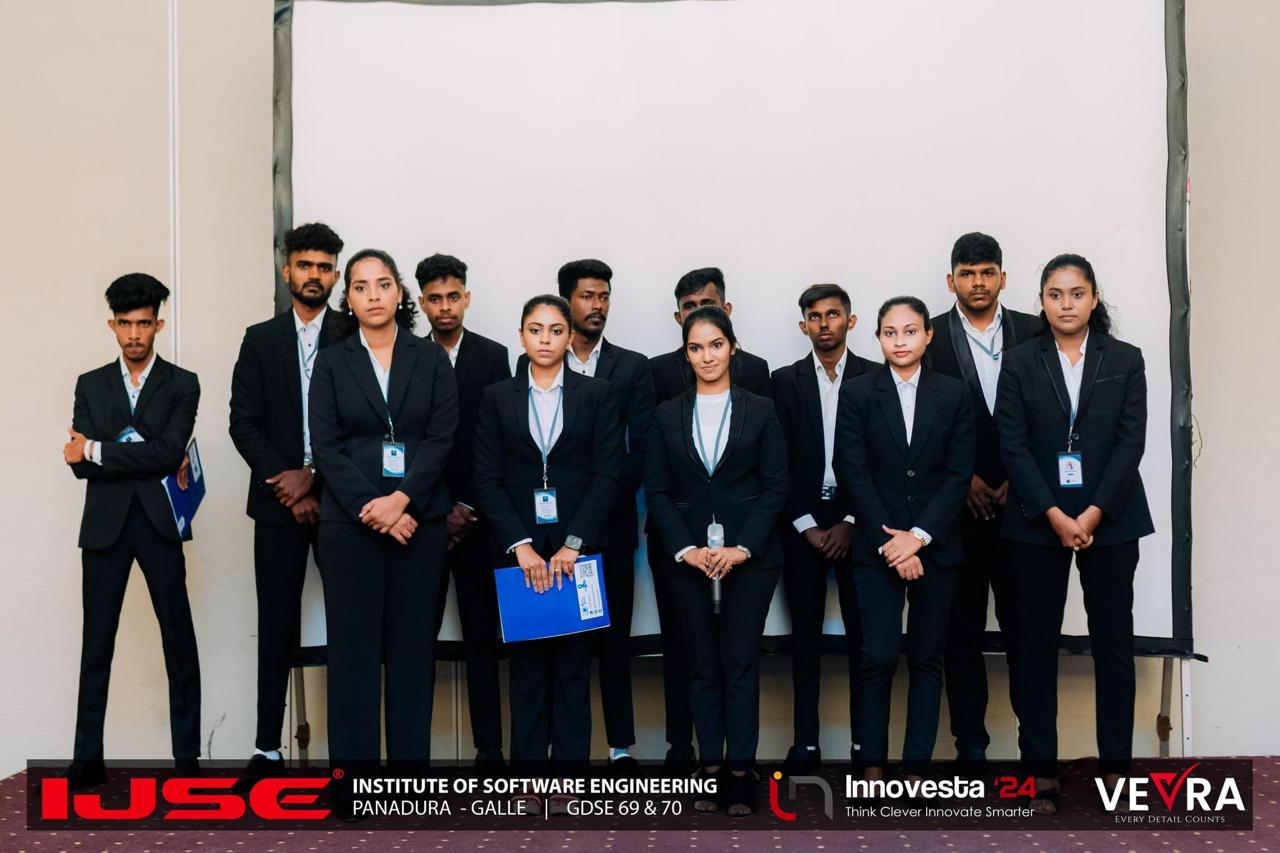 IJSE®
INSTITUTE OF SOFTWARE ENGINEERING
PANADURA - GALLE | GDSE 69 & 70
in
Innovesta '24
Think Clever Innovate Smarter
VEVRA
EVERY DETAIL COUNTS